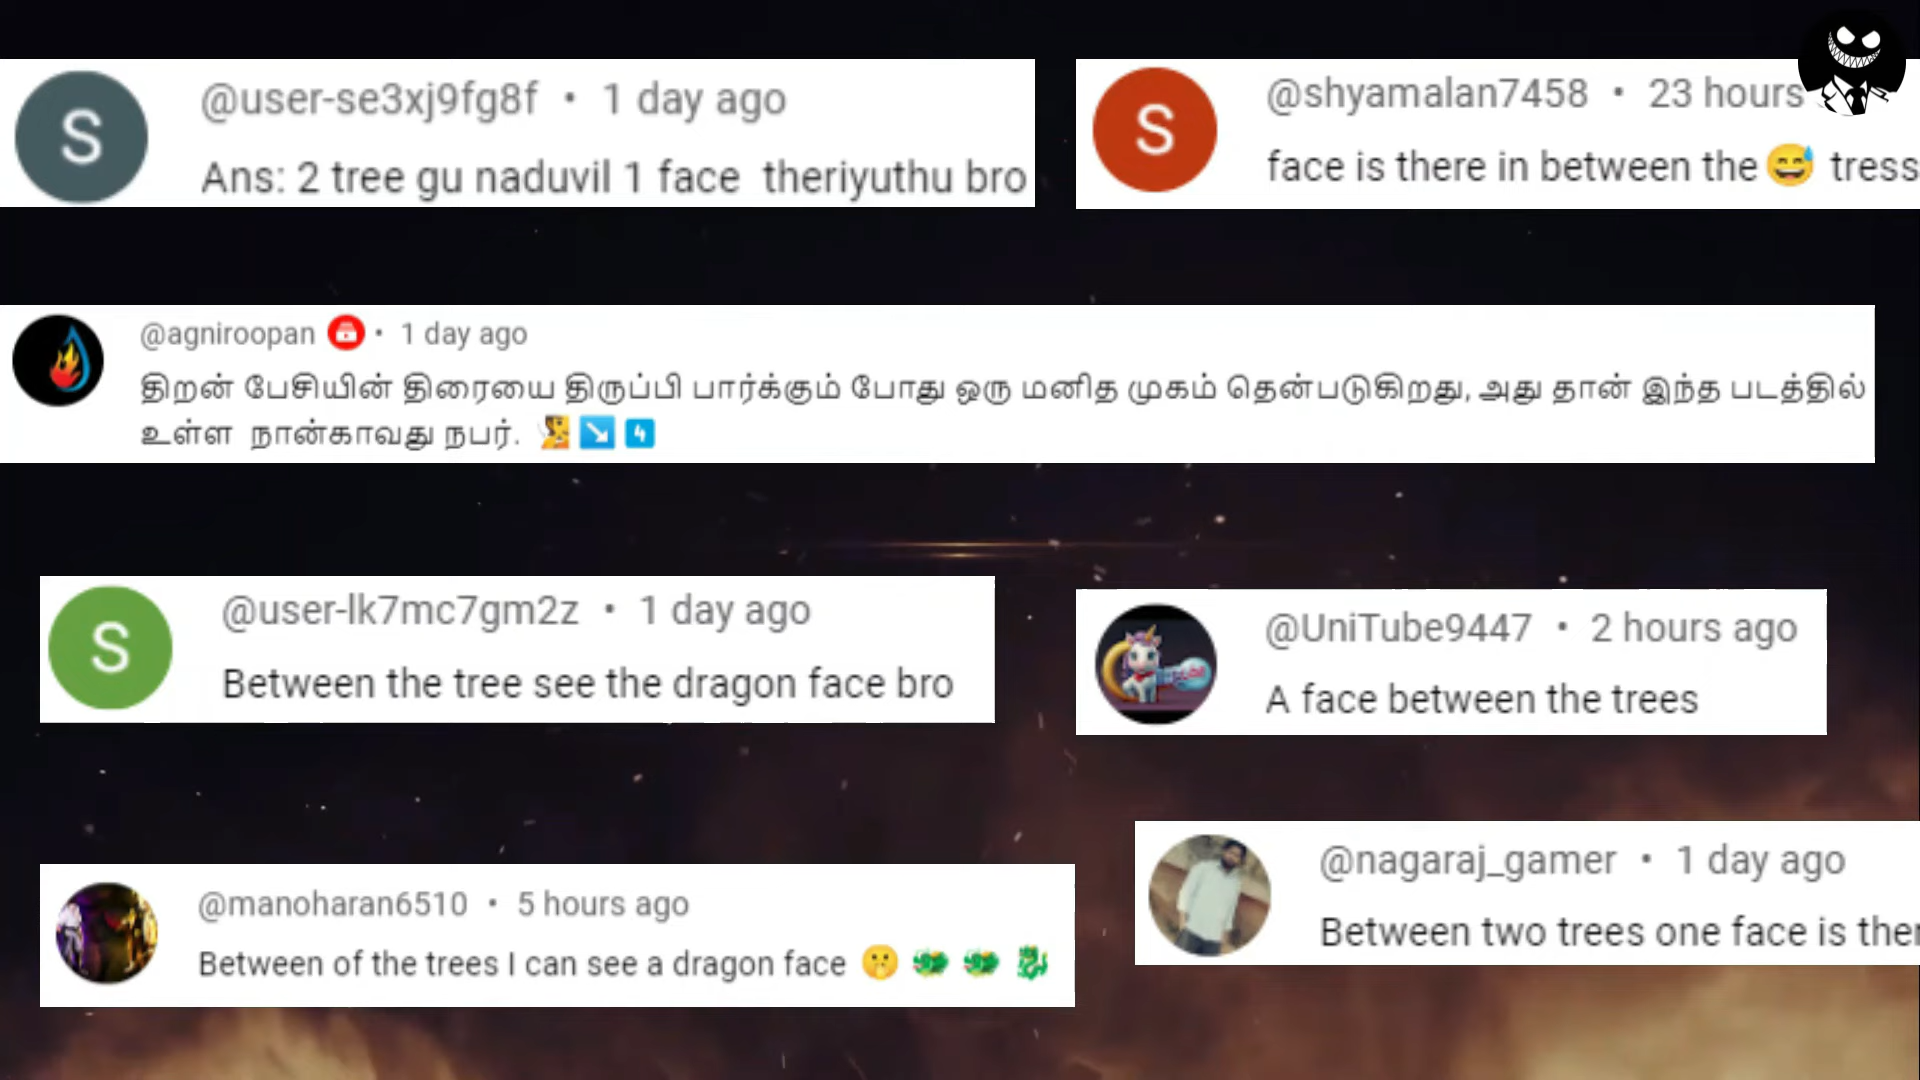 S
@user-se3xj9fg8f • 1 day ago
Ans: 2 tree gu naduvil 1 face theriyuthu bro
S
@shyamalan7458 • 23 hours
face is there in between the 😅 tress
@agniroopan • 1 day ago
திறன் பேசியின் திரையை திருப்பி பார்க்கும் போது ஒரு மனித முகம் தென்படுகிறது, அது தான் இந்த படத்தில்
உள்ள நான்காவது நபர். 🧏 ↘️ 4️⃣
S
@user-lk7mc7gm2z • 1 day ago
Between the tree see the dragon face bro
@UniTube9447 • 2 hours ago
A face between the trees
@manoharan6510 • 5 hours ago
Between of the trees I can see a dragon face 🤫 🐲 🐲 🐉
@nagaraj_gamer • 1 day ago
Between two trees one face is